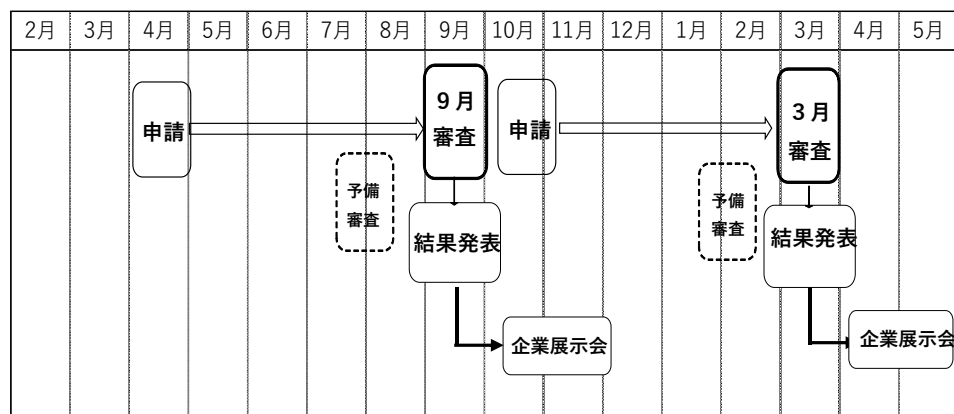 2月 3月 4月 5月 6月 7月 8月 9月 10月 11月 12月 1月 2月 3月 4月 5月
申請
9月
審査
予備
審査
結果発表
企業展示会
申請
3月
審査
予備
審査
結果発表
企業展示会